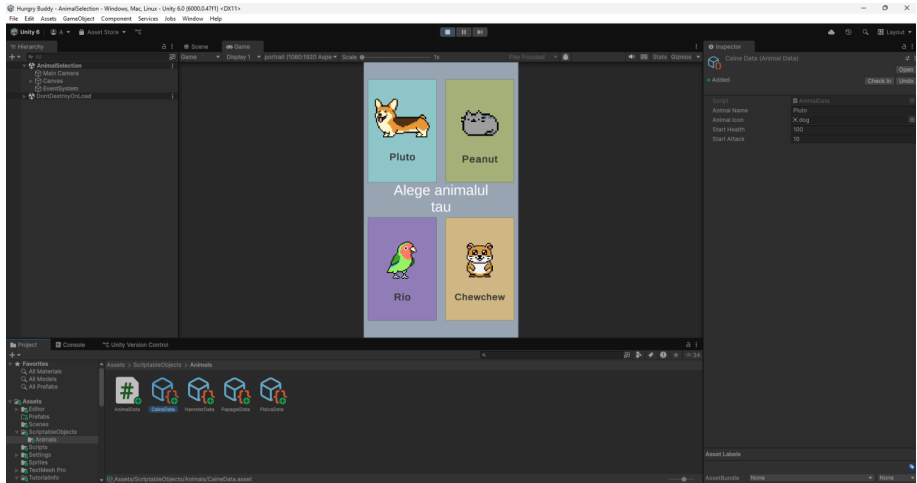 Hungry Buddy - AnimalSelection - Windows, Mac, Linux - Unity 6.0 (6000.0.47f1) <DX11>
File Edit Assets GameObject Component Services Jobs Window Help
Unity 6 A Asset Store
Hierarchy
AnimalSelection
Main Camera
Canvas
EventSystem
DontDestroyOnLoad
Scene Game
Game Display 1 portrait (1080x1920 Aspe Scale 1x Play Focused Stats Gizmos
Pluto
Peanut
Alege animalul
tau
Rio
Chewchew
Layout
Inspector
Caine Data (Animal Data)
Open
Added Check In Undo
Script AnimalData
Animal Name Pluto
Animal Icon dog
Start Health 100
Start Attack 10
Asset Labels
AssetBundle None None
Project Console Unity Version Control
34
Favorites
All Materials
All Models
All Prefabs
Assets
Editor
Prefabs
Scenes
ScriptableObjects
Animals
Scripts
Settings
Sprites
TextMesh Pro
TutorialInfo
Assets > ScriptableObjects > Animals
AnimalData CaineData HamsterData PapagalData PisicaData
Assets/ScriptableObjects/Animals/CaineData.asset